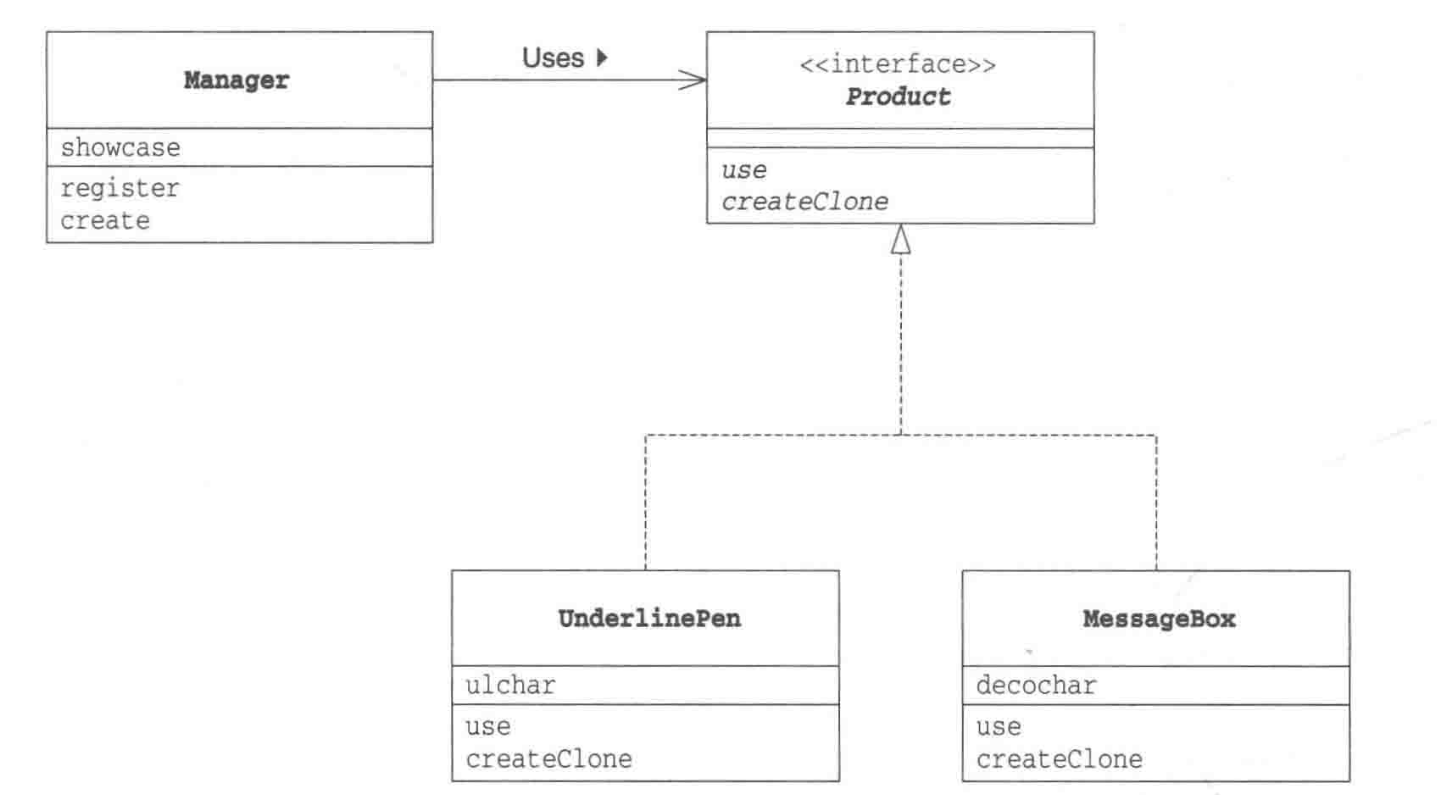 Manager
showcase
register
create
Uses ▶
<<interface>>
Product
use
createClone
UnderlinePen
ulchar
use
createClone
MessageBox
decochar
use
createClone